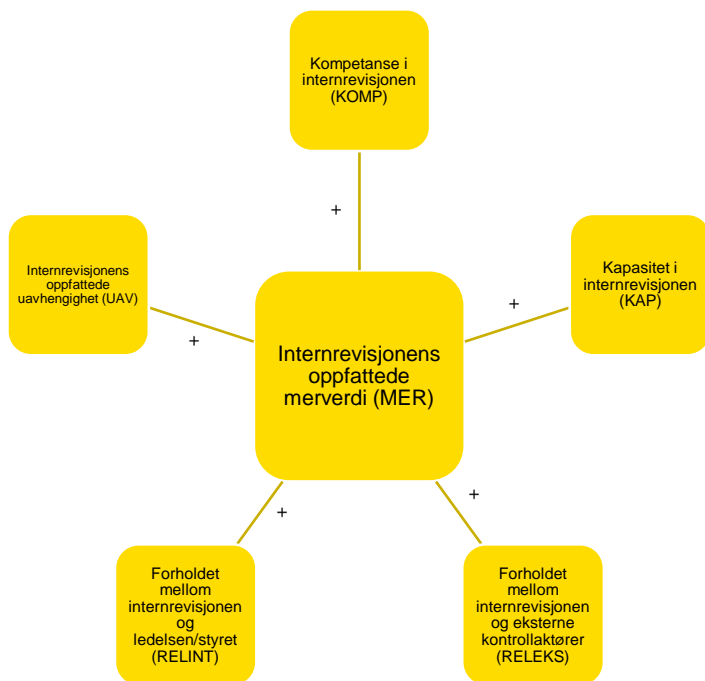 Kompetanse i
internrevisjonen
(KOMP)
+
Internrevisjonens
oppfattede
uavhengighet (UAV)
+
Kapasitet i
internrevisjonen
(KAP)
+
Internrevisjonens
oppfattede
merverdi (MER)
+
+
Forholdet
mellom
internrevisjonen
og
ledelsen/styret
(RELINT)
Forholdet
mellom
internrevisjonen
og eksterne
kontrollaktører
(RELEKS)